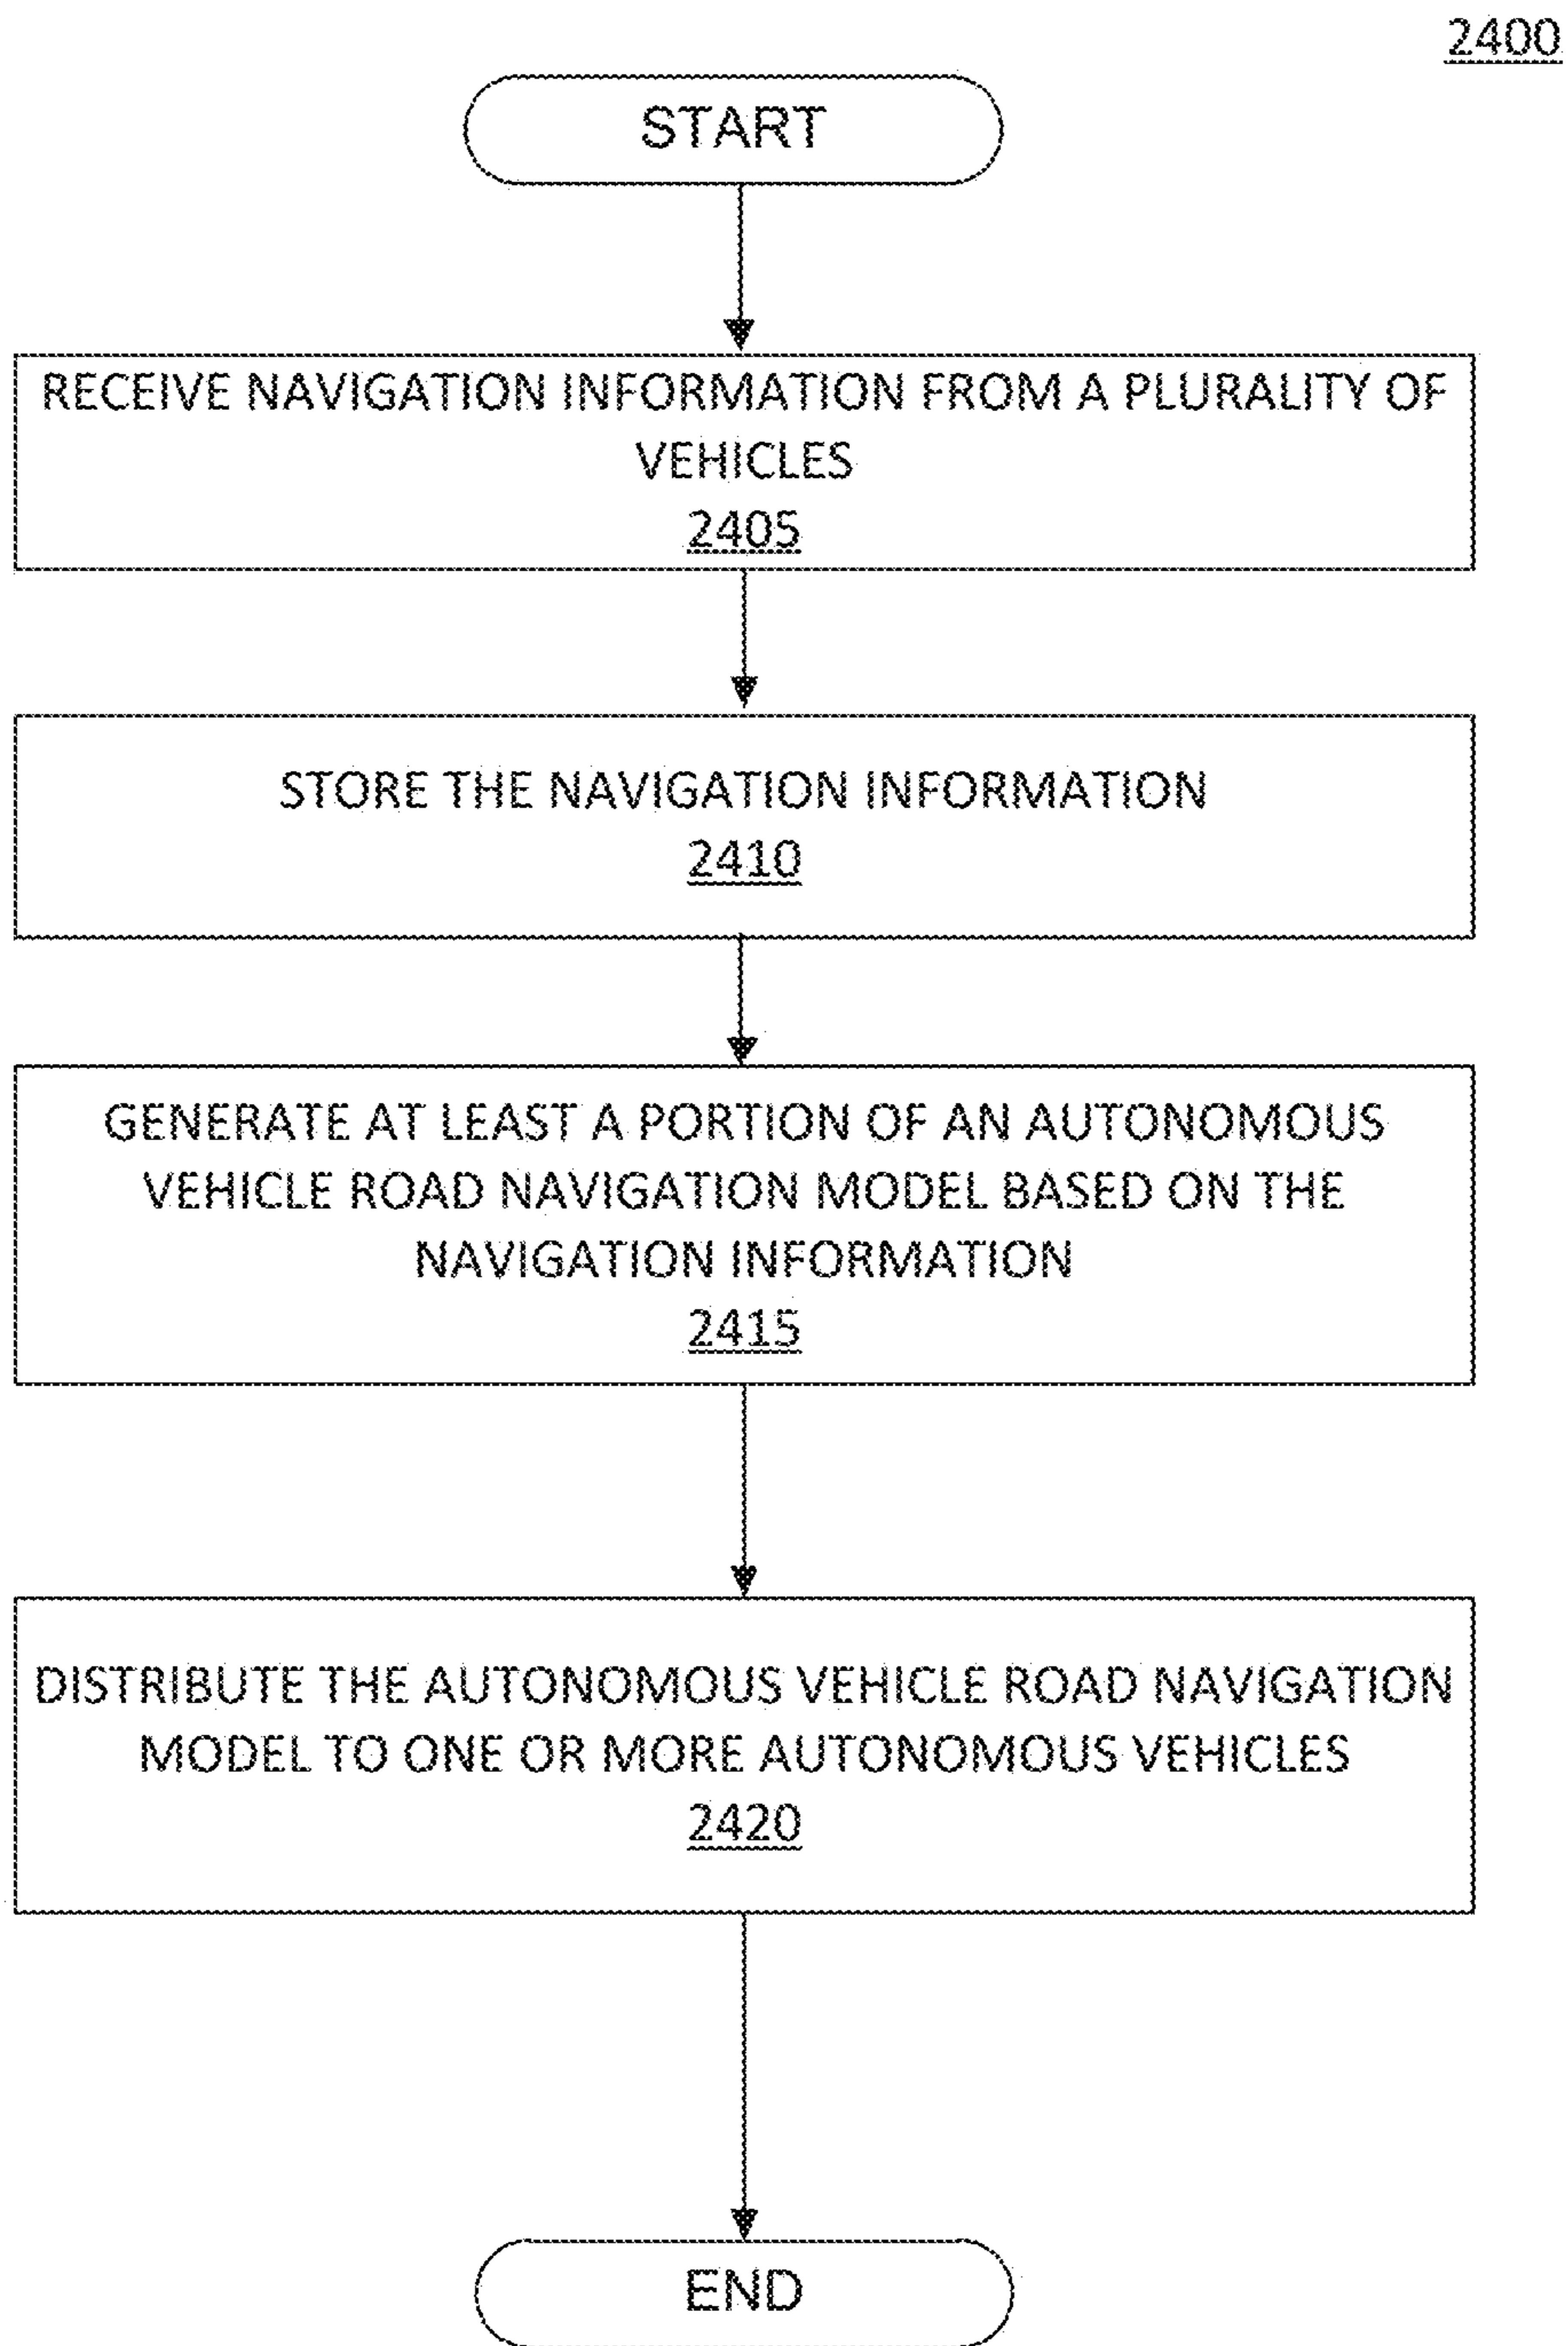 2400
START
RECEIVE NAVIGATION INFORMATION FROM A PLURALITY OF
VEHICLES
2405
STORE THE NAVIGATION INFORMATION
2410
GENERATE AT LEAST A PORTION OF AN AUTONOMOUS
VEHICLE ROAD NAVIGATION MODEL BASED ON THE
NAVIGATION INFORMATION
2415
DISTRIBUTE THE AUTONOMOUS VEHICLE ROAD NAVIGATION
MODEL TO ONE OR MORE AUTONOMOUS VEHICLES
2420
END